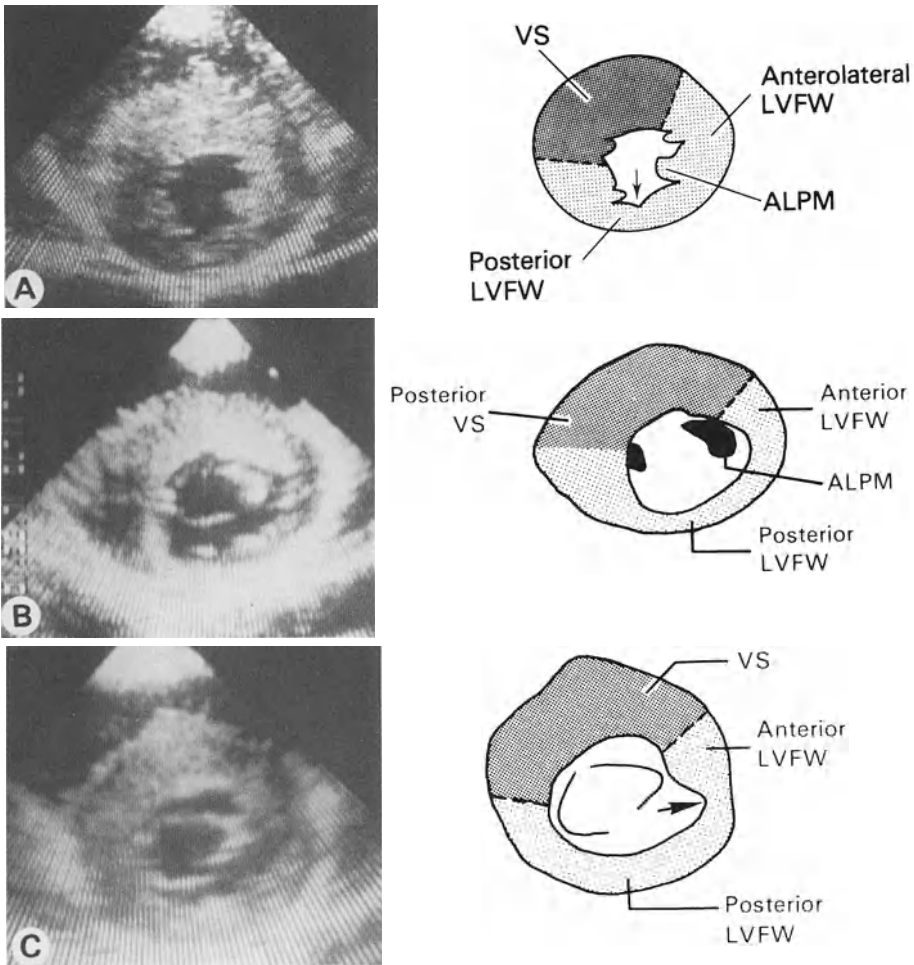 VS
Anterolateral
LVFW
ALPM
Posterior
LVFW
A
Posterior
VS
Anterior
LVFW
ALPM
Posterior
LVFW
B
VS
Anterior
LVFW
Posterior
LVFW
C